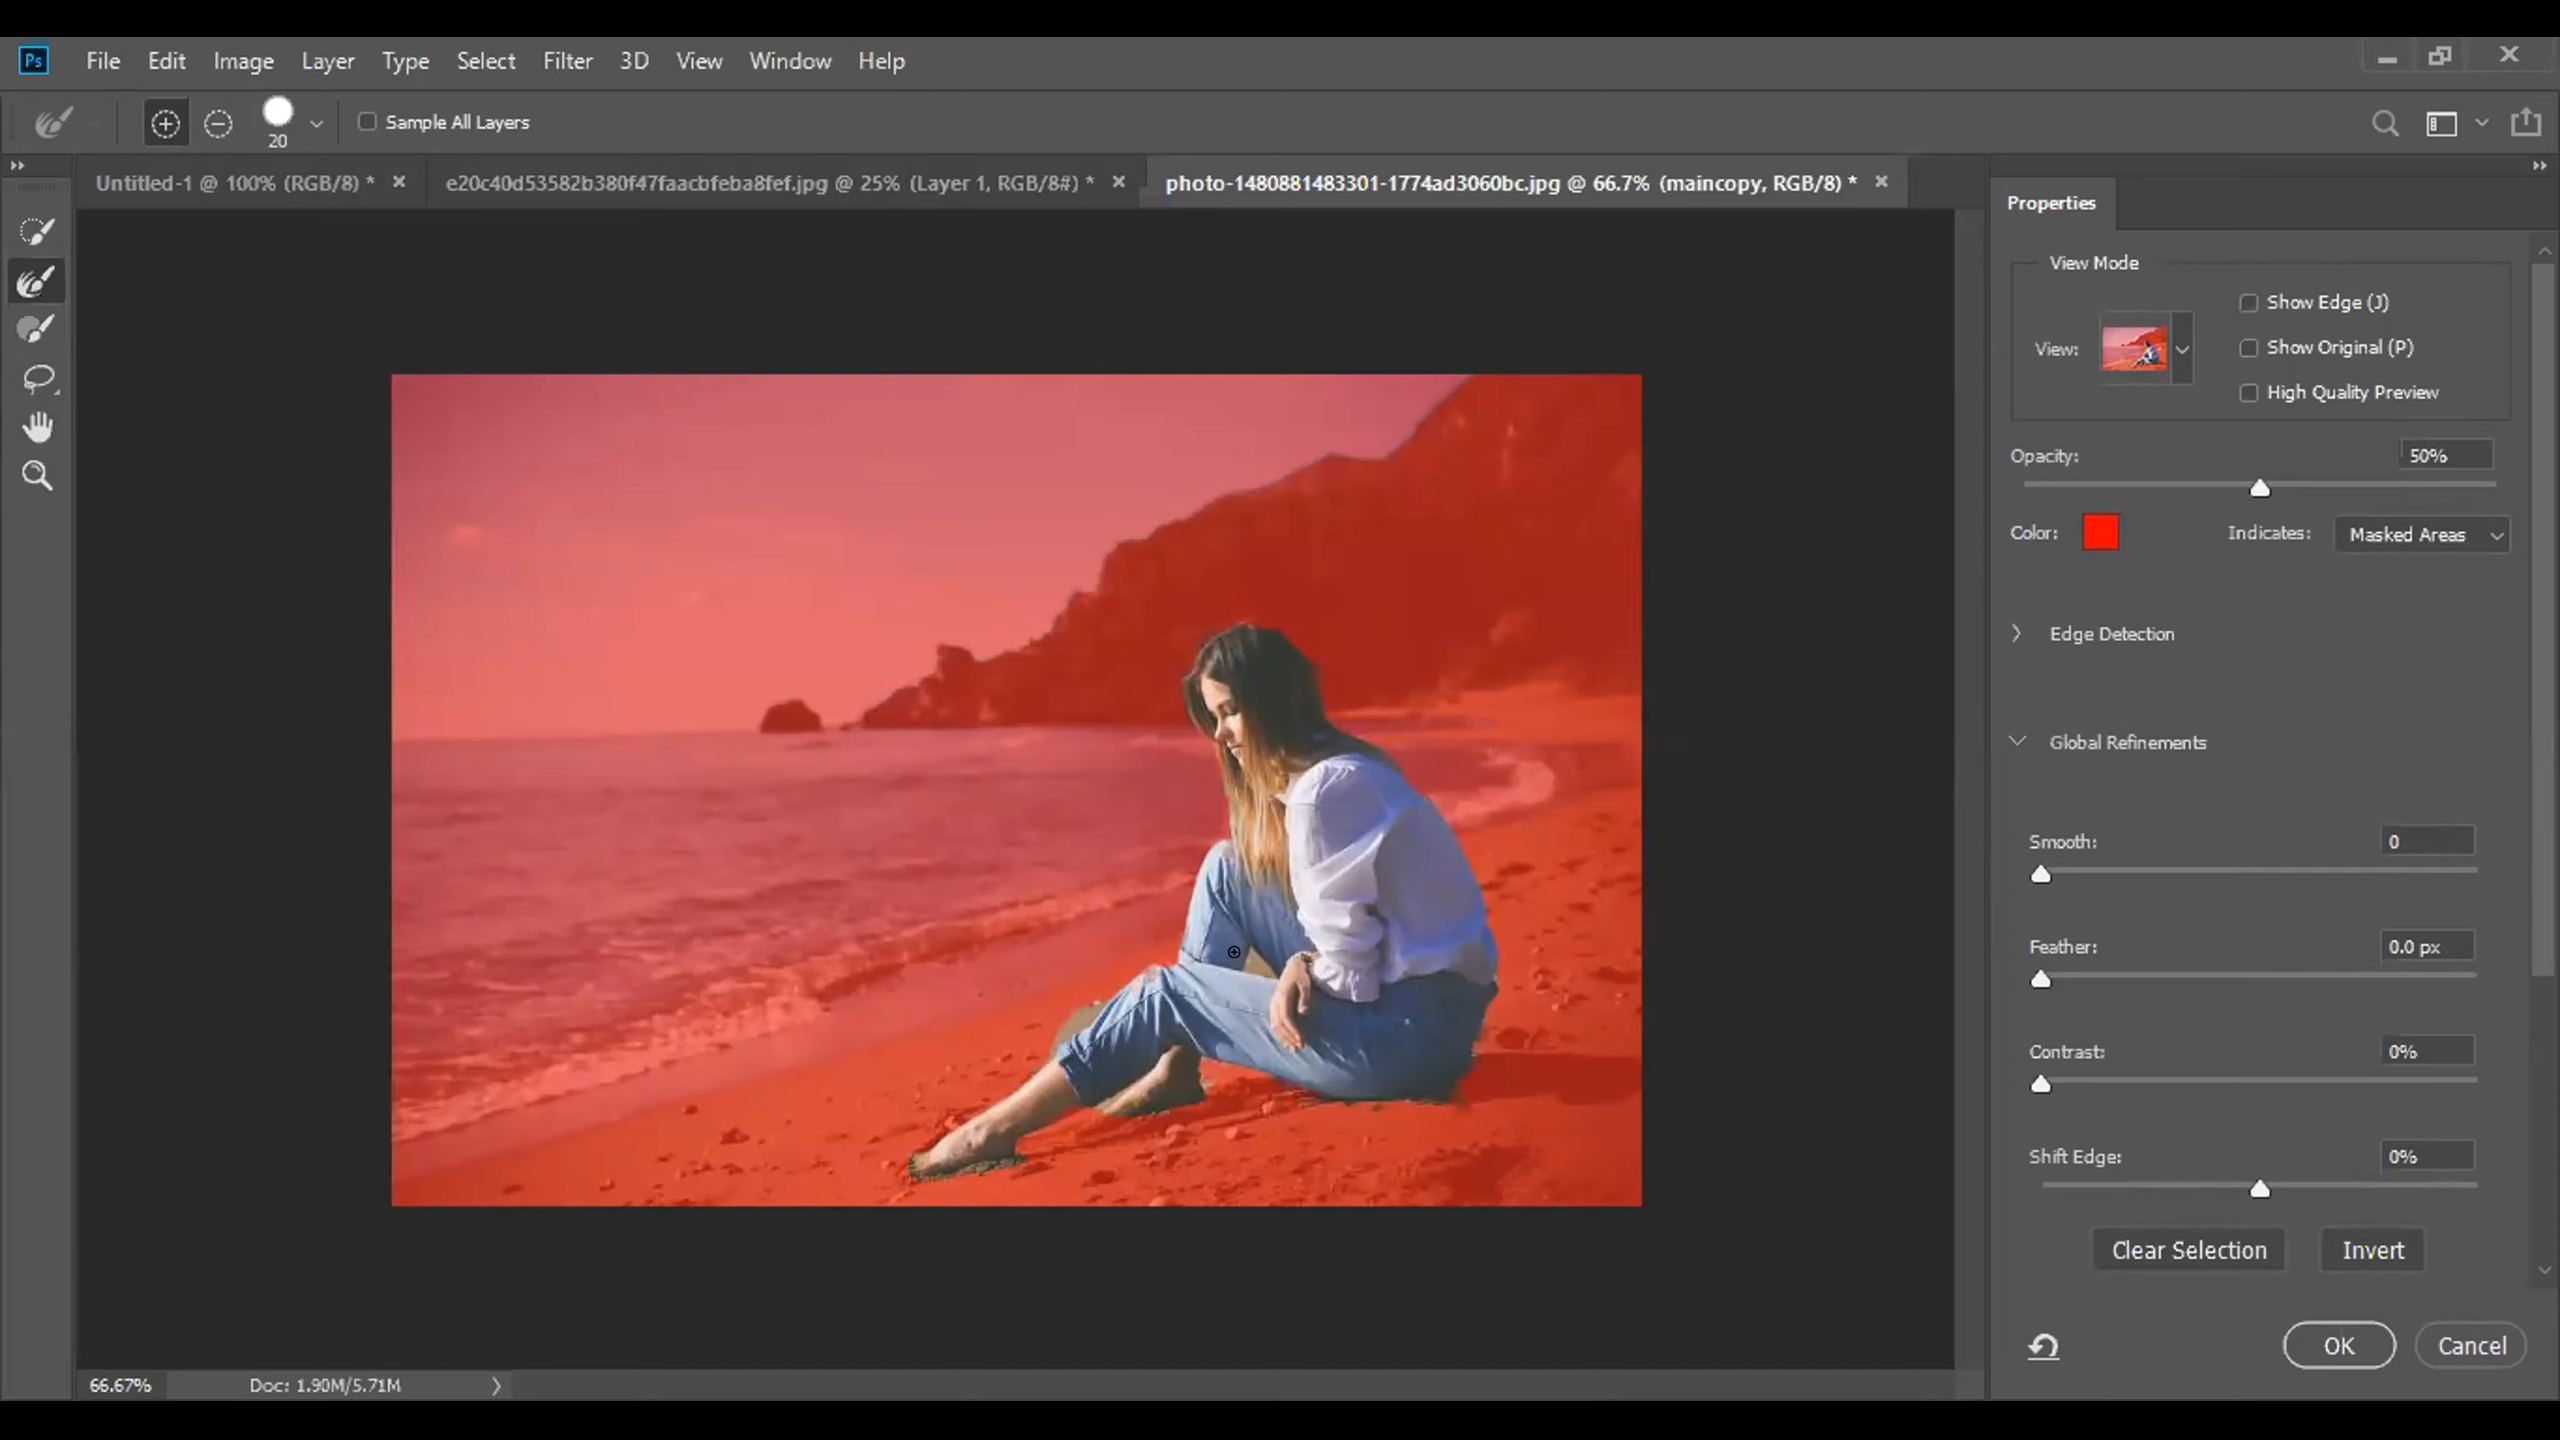 Ps File Edit Image Layer Type Select Filter 3D View Window Help
20 Sample All Layers
Untitled-1 @ 100% (RGB/8) * e20c40d53582b380f47faacbfeba8fef.jpg @ 25% (Layer 1, RGB/8#) * photo-1480881483301-1774ad3060bc.jpg @ 66.7% (maincopy, RGB/8) *
Properties
View Mode
Show Edge (J)
View: Show Original (P)
High Quality Preview
Opacity: 50%
Color: Indicates: Masked Areas
Edge Detection
Global Refinements
Smooth: 0
Feather: 0.0 px
Contrast: 0%
Shift Edge: 0%
Clear Selection Invert
OK Cancel
66.67% Doc: 1.90M/5.71M